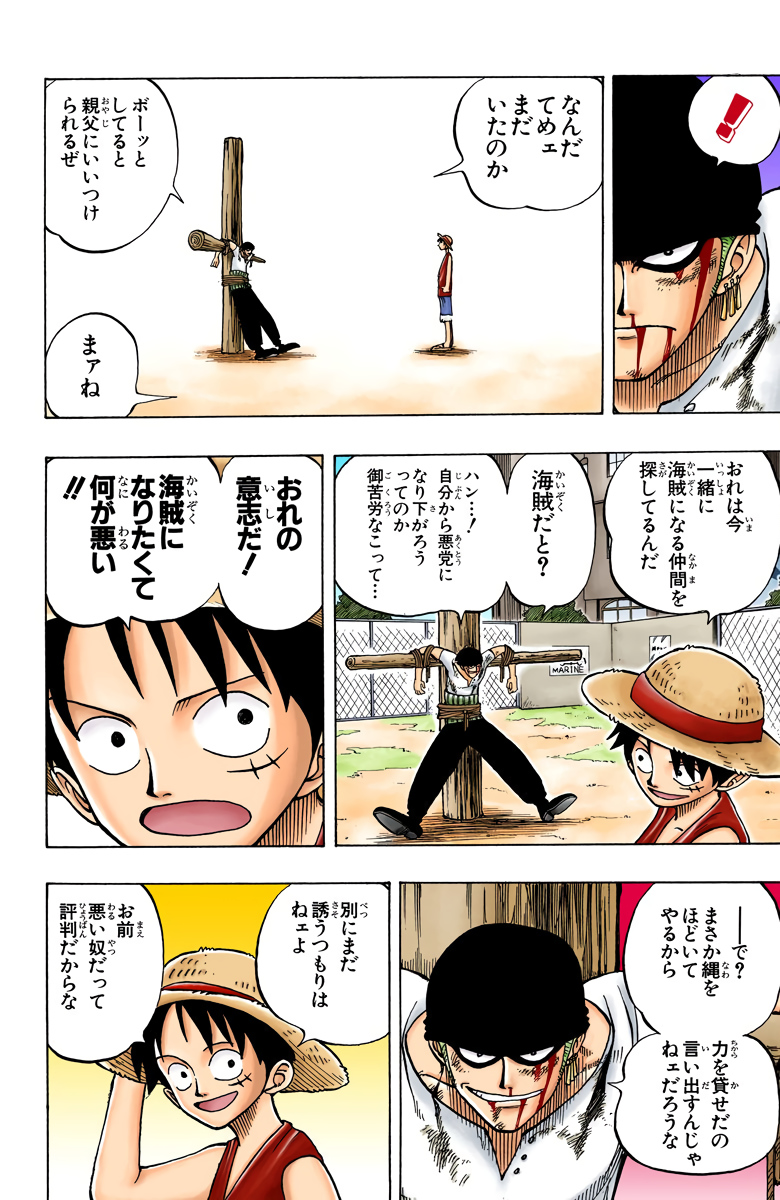 ！
なんだ
てめェ
まだ
いたのか
ボーッと
してると
親父にいいつけ
られるぜ
まァね
おれは今
一緒に
海賊になる仲間を
探してるんだ
海賊だと？
ハン…！
自分から悪党に
なり下がろう
ってのか
御苦労なこって…
MARINE
おれの
意志だ！
海賊に
なりたくて
何が悪い
!!
──で？
まさか縄を
ほどいて
やるから
力を貸せだの
言い出すんじゃ
ねェだろうな
別にまだ
誘うつもりは
ねェよ
お前
悪い奴だって
評判だからな